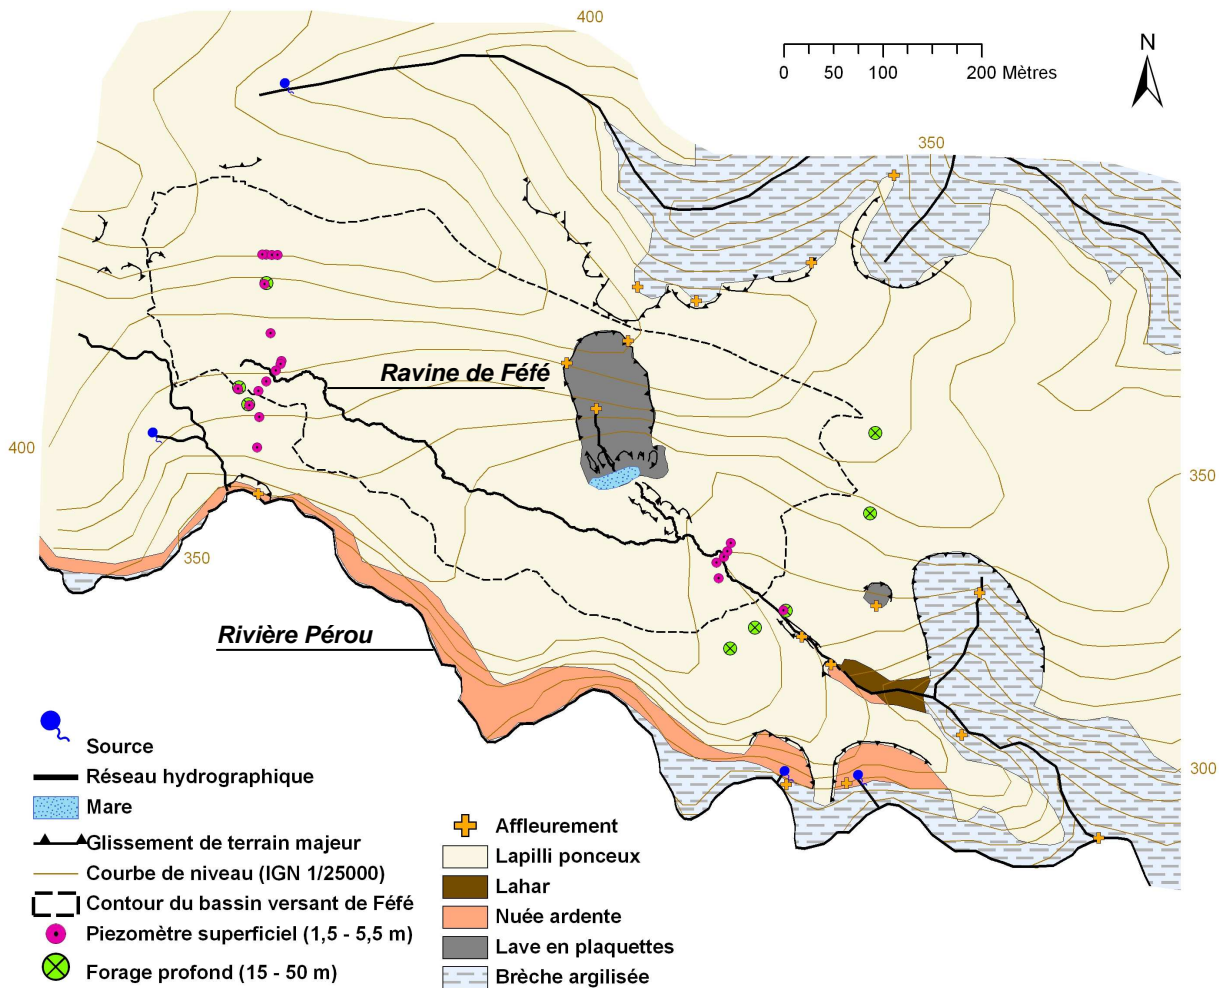 400
N
0 50 100 200 Mètres
350
Ravine de Féfé
400
350
350
Rivière Pérou
300
Source
Réseau hydrographique
Mare
Glissement de terrain majeur
Courbe de niveau (IGN 1/25000)
Contour du bassin versant de Féfé
Piezomètre superficiel (1,5 - 5,5 m)
Forage profond (15 - 50 m)
Affleurement
Lapilli ponceux
Lahar
Nuée ardente
Lave en plaquettes
Brèche argilisée